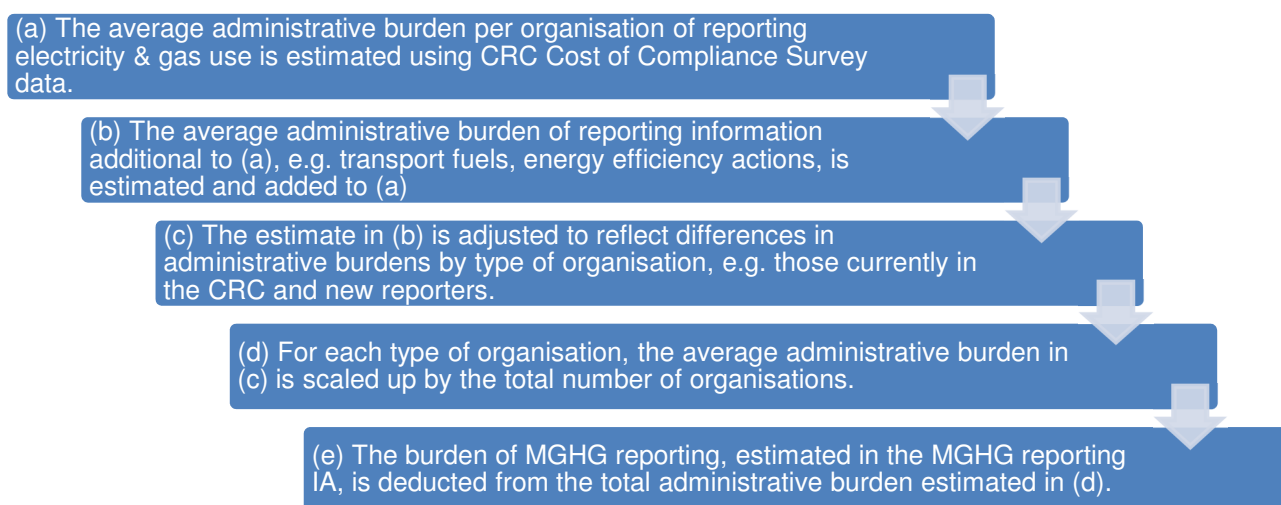 (a) The average administrative burden per organisation of reporting
electricity & gas use is estimated using CRC Cost of Compliance Survey
data.
(b) The average administrative burden of reporting information
additional to (a), e.g. transport fuels, energy efficiency actions, is
estimated and added to (a)
(c) The estimate in (b) is adjusted to reflect differences in
administrative burdens by type of organisation, e.g. those currently in
the CRC and new reporters.
(d) For each type of organisation, the average administrative burden in
(c) is scaled up by the total number of organisations.
(e) The burden of MGHG reporting, estimated in the MGHG reporting
IA, is deducted from the total administrative burden estimated in (d).